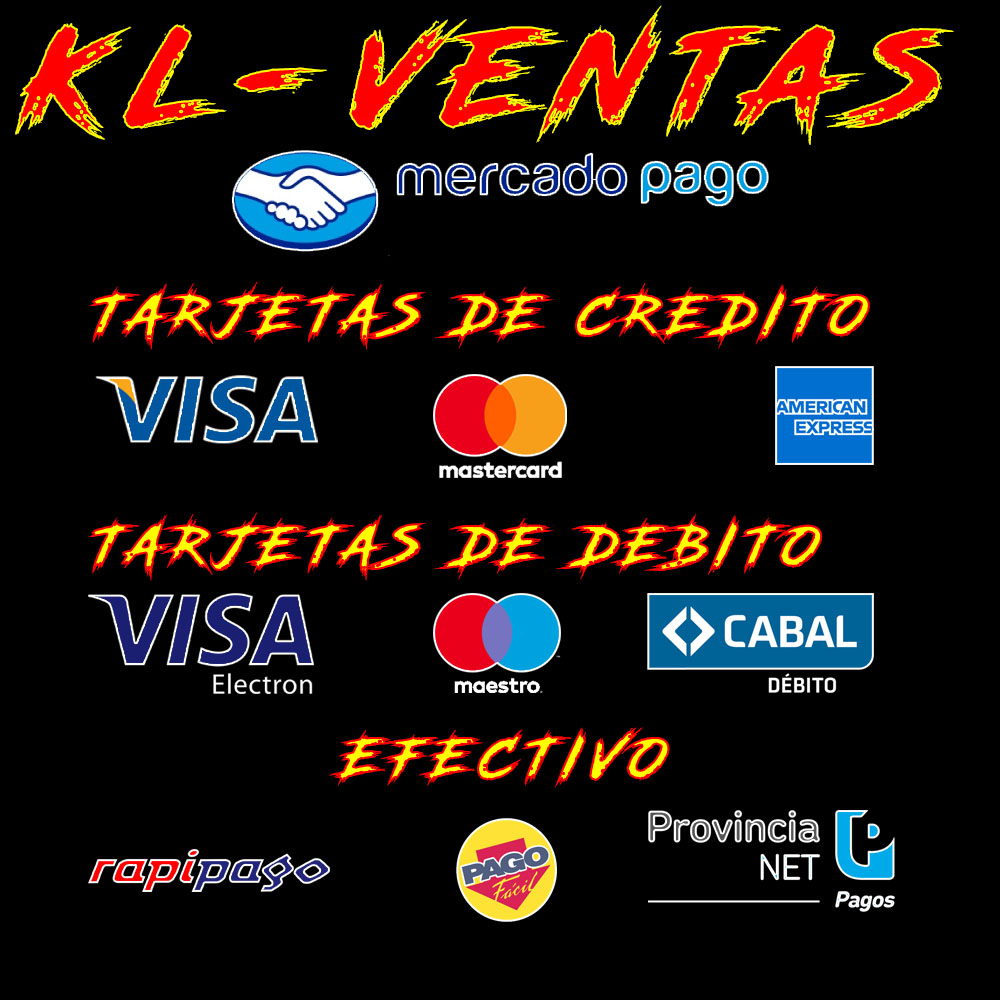 KL-VENTAS
mercado pago
TARJETAS DE CREDITO
VISA
mastercard
AMERICAN
EXPRESS
TARJETAS DE DEBITO
VISA
Electron
maestro
CABAL
DÉBITO
EFECTIVO
rapipago
PAGO
Fácil
Provincia
NET
Pagos